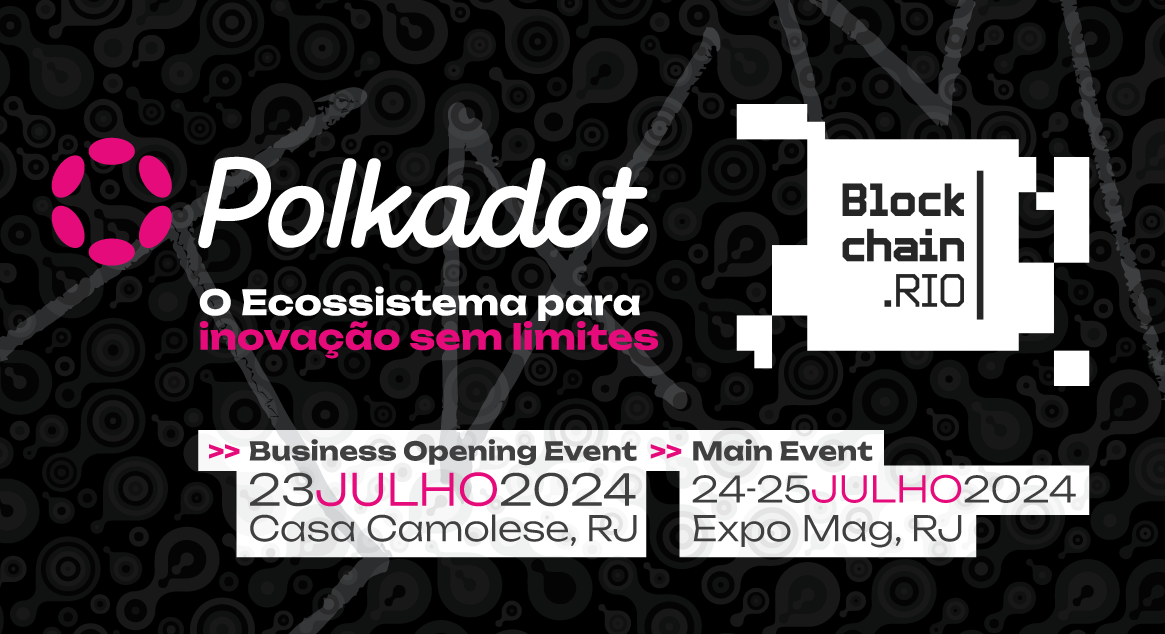 Polkadot
O Ecossistema para
inovação sem limites
Block
chain
.RIO
>> Business Opening Event
23JULHO2024
Casa Camolese, RJ
>> Main Event
24-25JULHO2024
Expo Mag, RJ